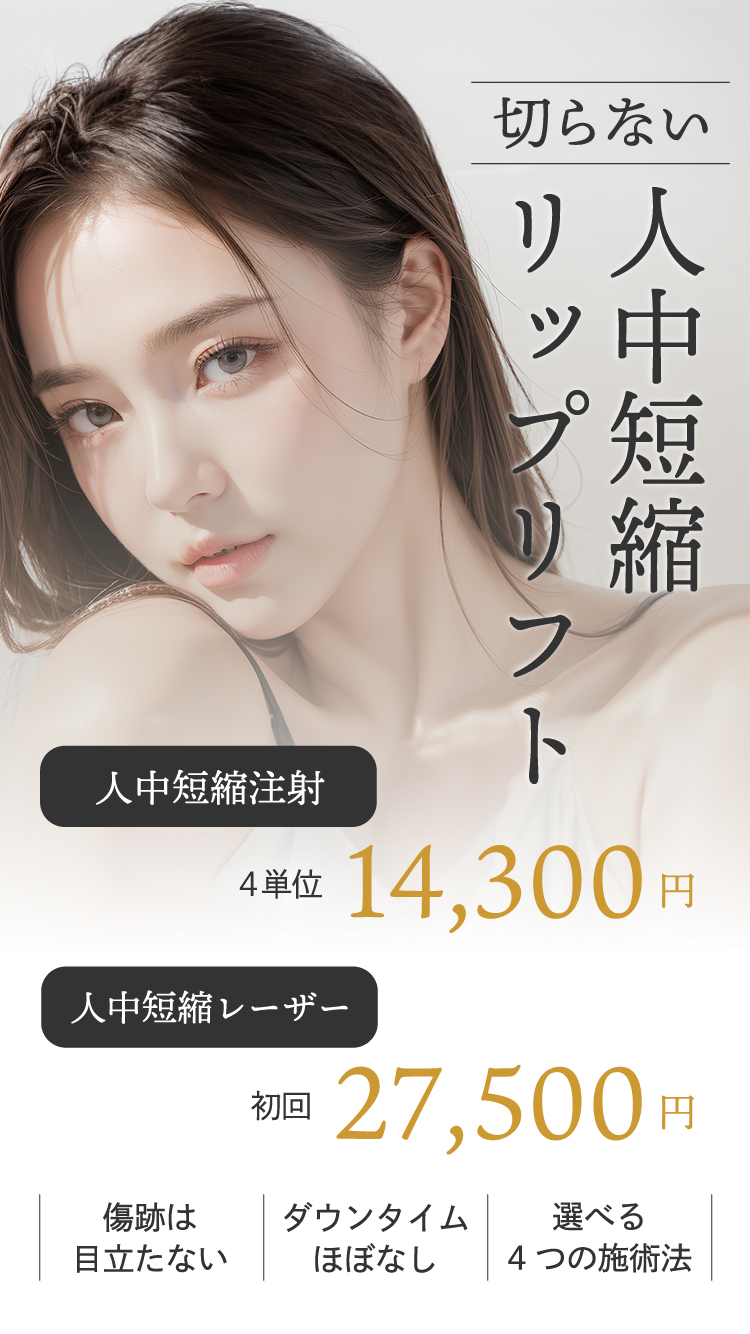 切らない
人中短縮
リップリフト
人中短縮注射
4単位 14,300円
人中短縮レーザー
初回 27,500円
傷跡は
目立たない
ダウンタイム
ほぼなし
選べる
4つの施術法